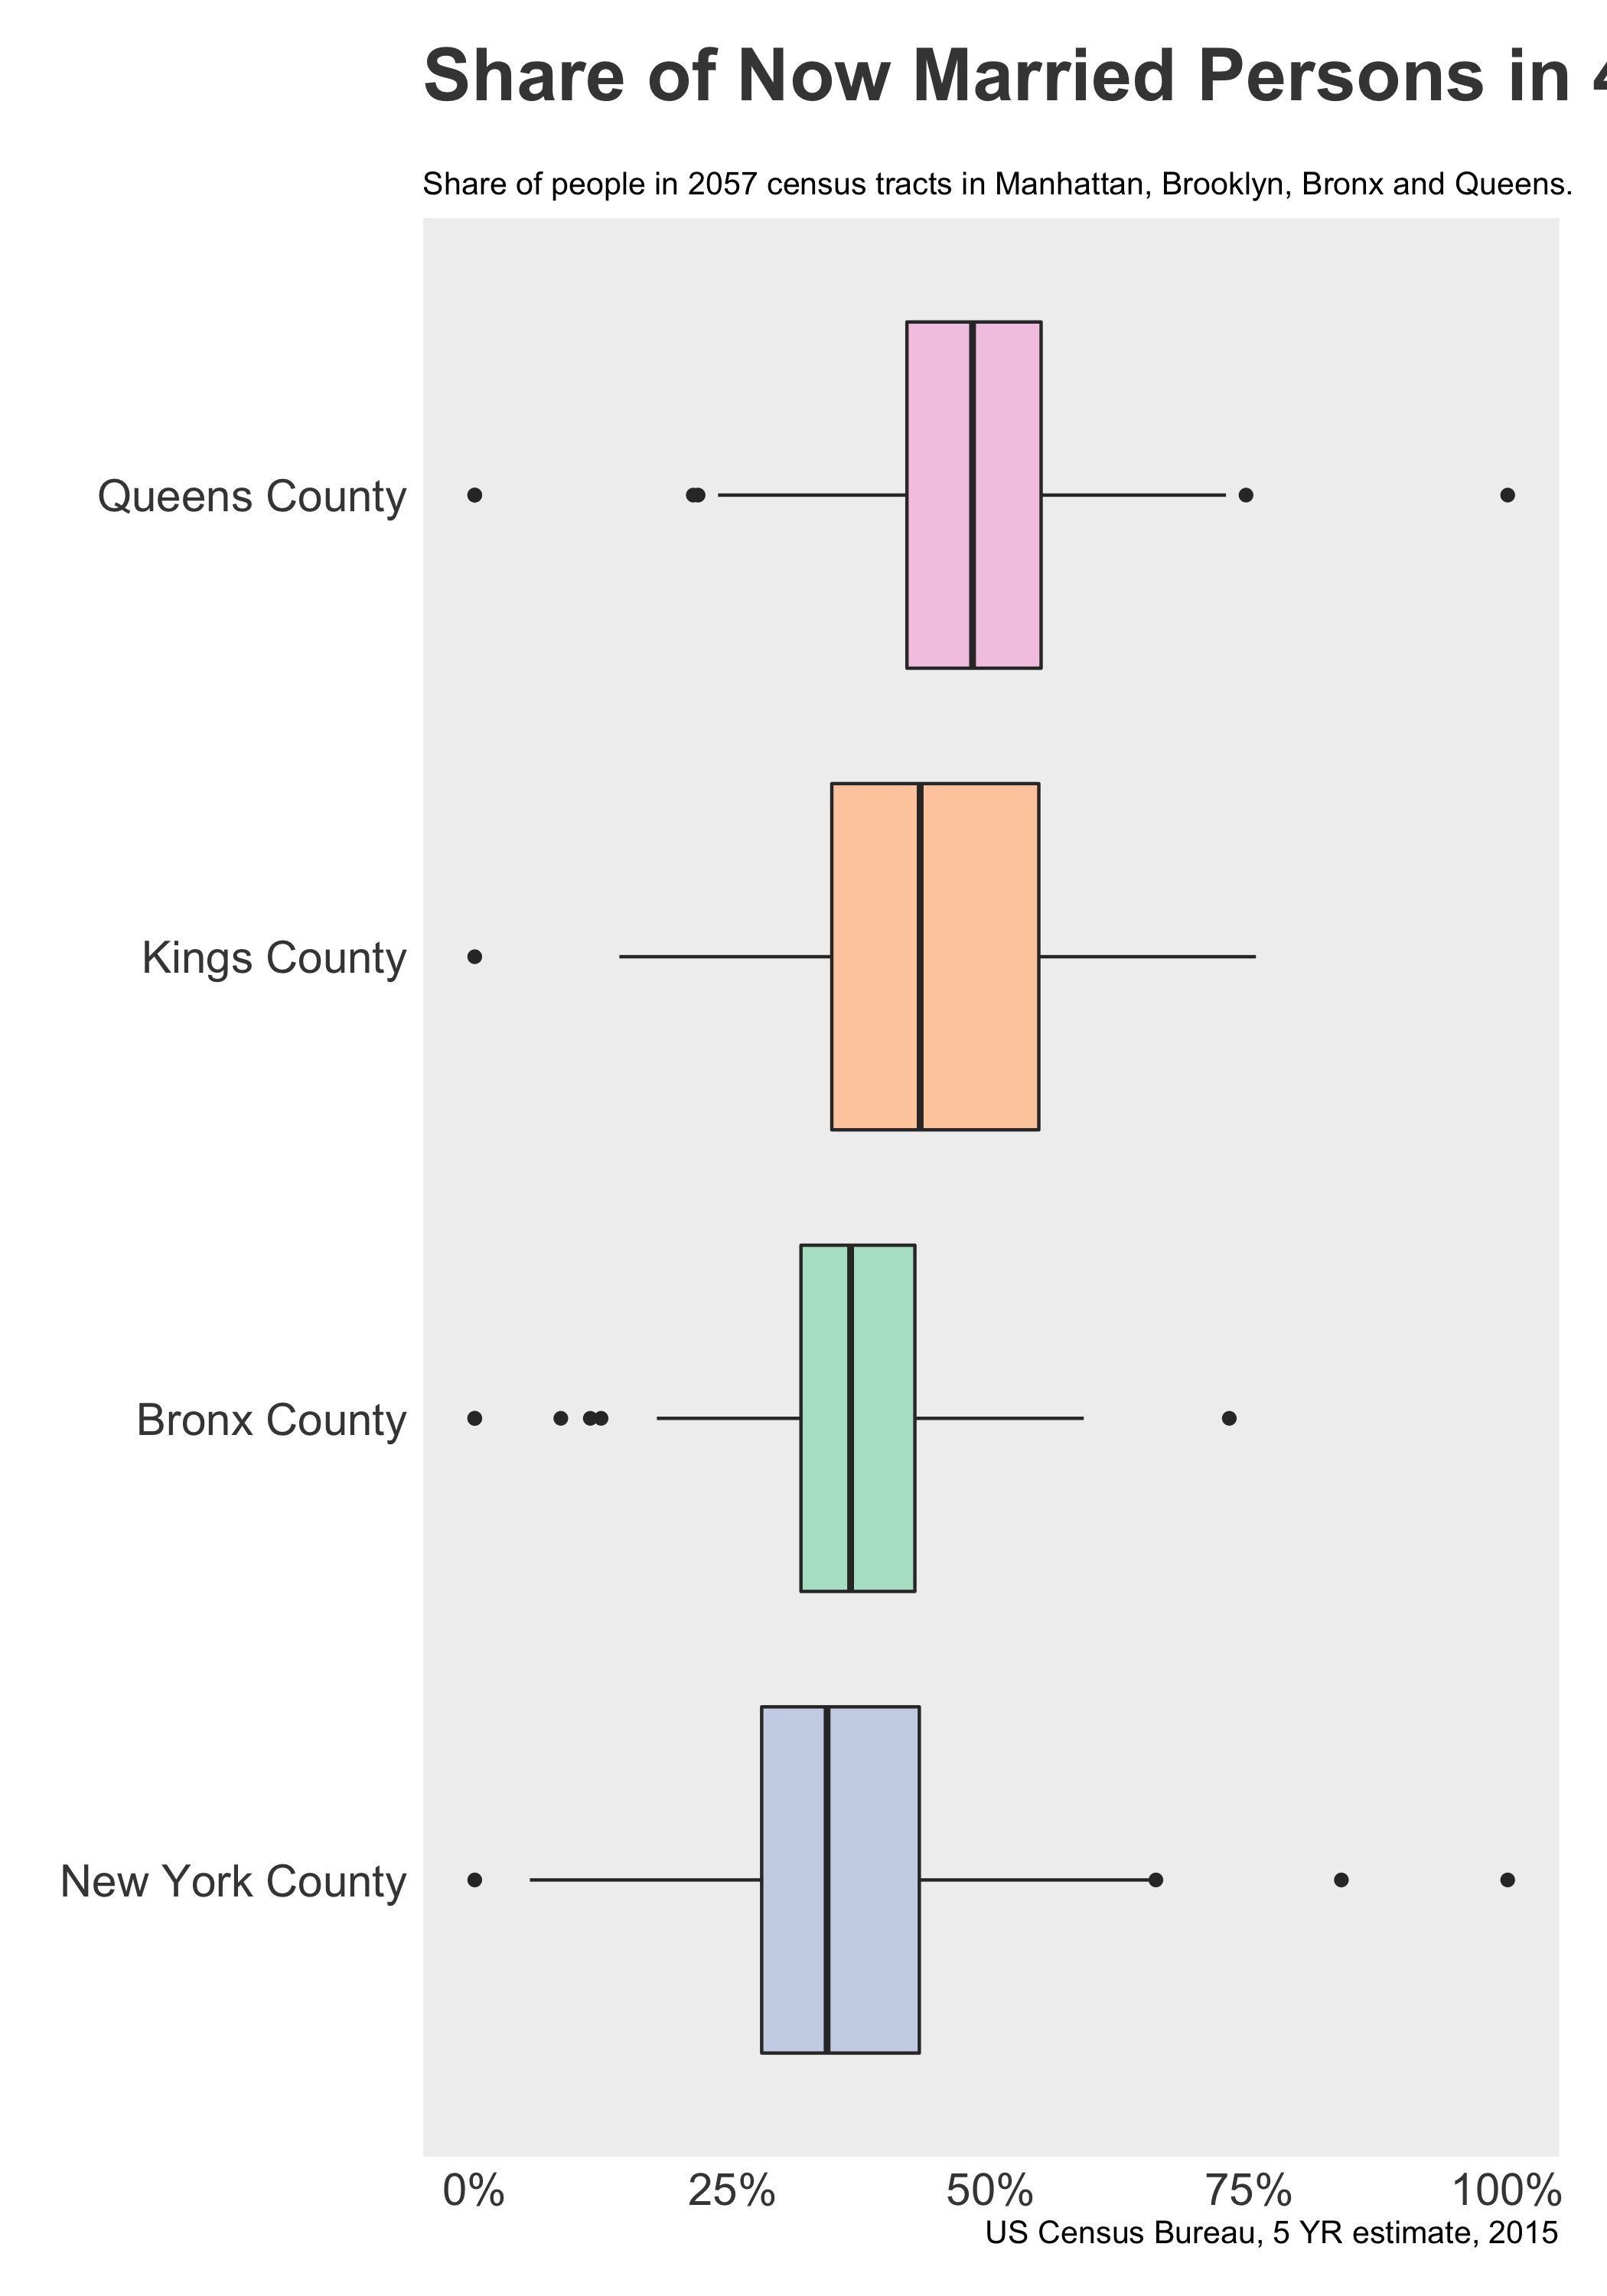 Share of Now Married Persons in
Share of people in 2057 census tracts in Manhattan, Brooklyn, Bronx and Queens.
Queens County
Kings County
Bronx County
New York County
0% 25% 50% 75% 100%
US Census Bureau, 5 YR estimate, 2015